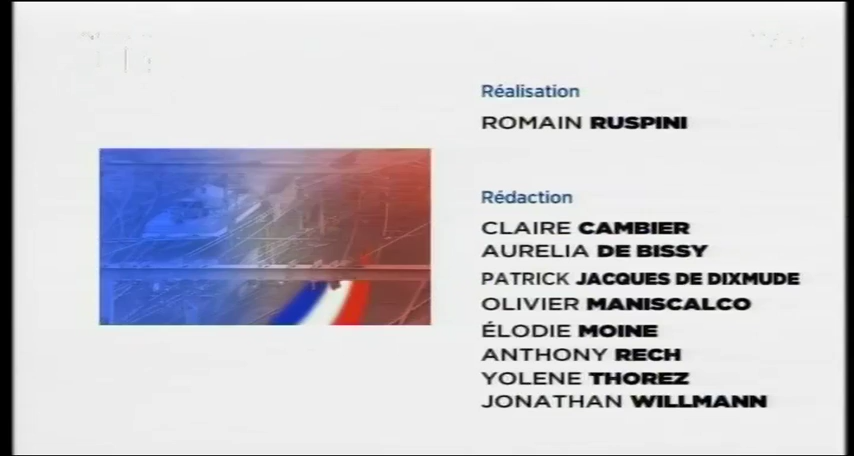 Réalisation
ROMAIN RUSPINI
Rédaction
CLAIRE CAMBIER
AURELIA DE BISSY
PATRICK JACQUES DE DIXMUDE
OLIVIER MANISCALCO
ÉLODIE MOINE
ANTHONY RECH
YOLENE THOREZ
JONATHAN WILLMANN